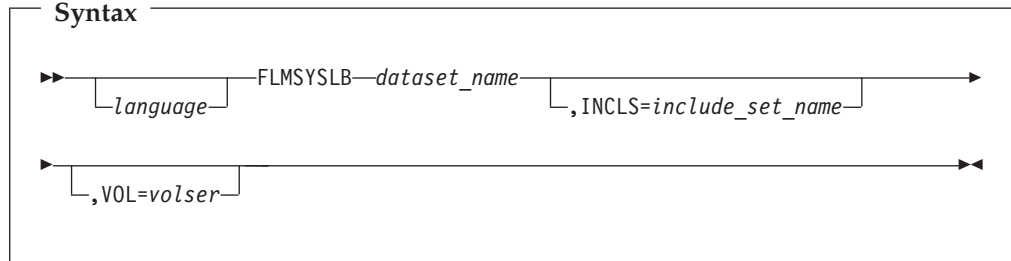 Syntax
FLMSYSLB dataset_name
language ,INCLS=include_set_name
,VOL=volser